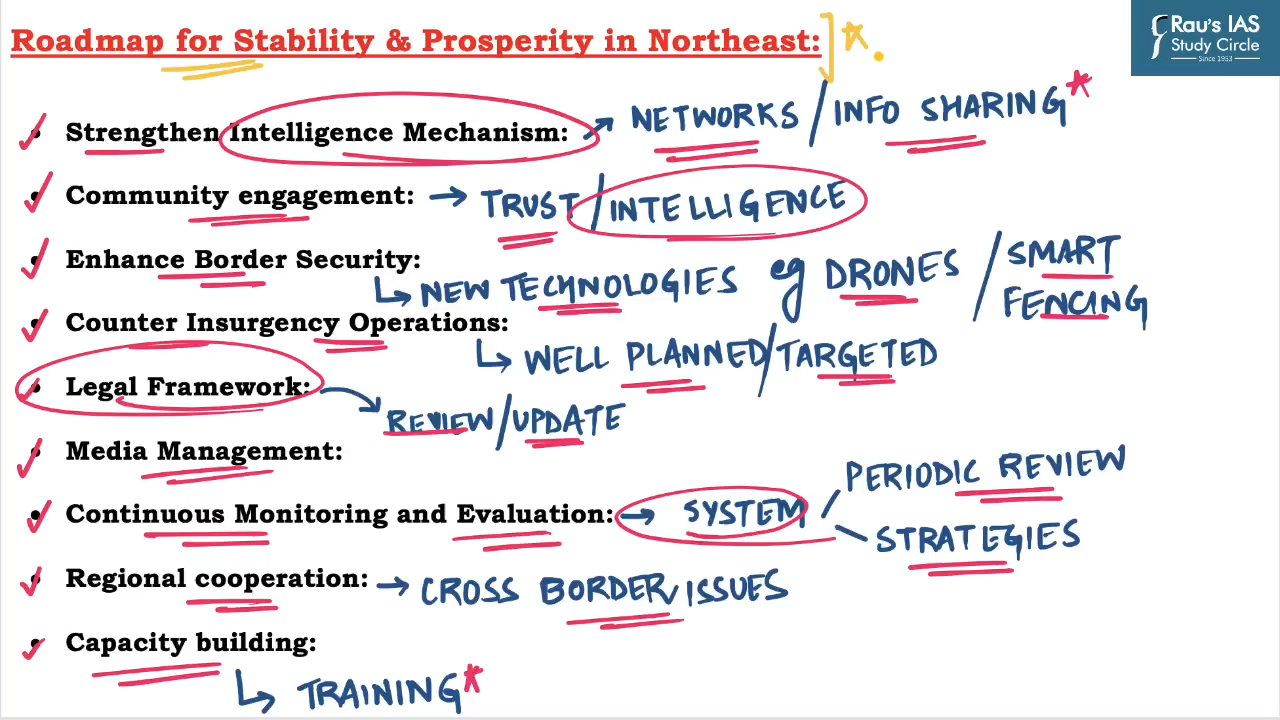 Roadmap for Stability & Prosperity in Northeast:
Rau's IAS
Study Circle
Since 1953
• Strengthen Intelligence Mechanism: → NETWORKS / INFO SHARING*
• Community engagement: → TRUST / INTELLIGENCE
• Enhance Border Security:
↳ NEW TECHNOLOGIES eg DRONES / SMART FENCING
• Counter Insurgency Operations:
↳ WELL PLANNED / TARGETED
• Legal Framework:
REVIEW / UPDATE
• Media Management:
• Continuous Monitoring and Evaluation: → SYSTEM
PERIODIC REVIEW
STRATEGIES
• Regional cooperation: → CROSS BORDER ISSUES
• Capacity building:
↳ TRAINING*